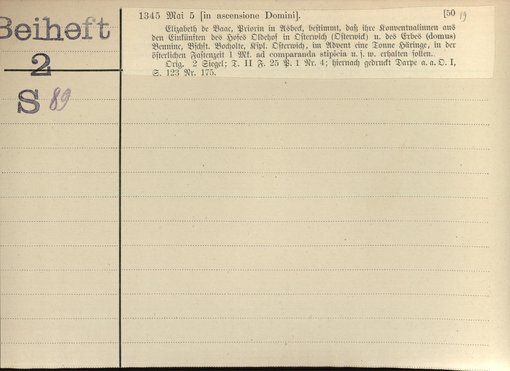 Beiheft
2
S 89
1345 Mai 5 [in ascensione Domini]. [50
Elizabeth de Baac, Priorin in Asbeck, bestimmt, daß ihre Konventualinnen aus
den Einkünften des Hofes Oldehof in Osterwich (Osterwick) u. des Erbes (domus)
Bennine, Bschft. Bocholte, Kspl. Osterwich, im Advent eine Tonne Häringe, in der
österlichen Fastenzeit 1 Mk. ad comparanda u. s. w. erhalten sollen.
Orig. 2 Siegel; T. II F. 25 P. 1 Nr. 4; hiernach gedruckt Darpe a. a. O. I,
S. 123 Nr. 175.